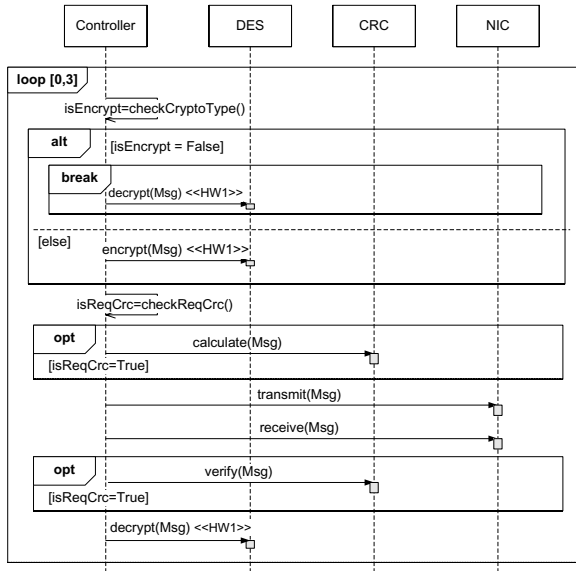 Controller
DES
CRC
NIC
loop [0,3]
isEncrypt=checkCryptoType()
alt
[isEncrypt = False]
break
decrypt(Msg) <<HW1>>
[else]
encrypt(Msg) <<HW1>>
isReqCrc=checkReqCrc()
opt
calculate(Msg)
[isReqCrc=True]
transmit(Msg)
receive(Msg)
opt
verify(Msg)
[isReqCrc=True]
decrypt(Msg) <<HW1>>